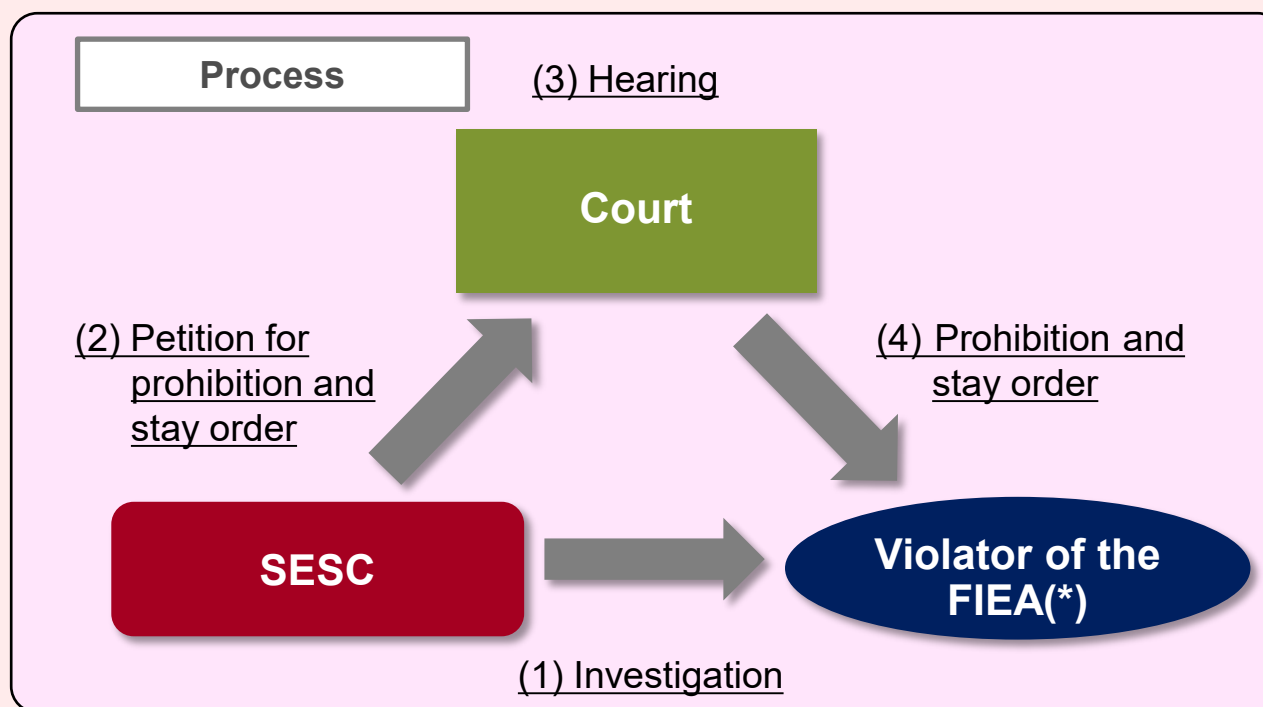 Process
(3) Hearing
Court
(2) Petition for
prohibition and
stay order
(4) Prohibition and
stay order
SESC
Violator of the
FIEA(*)
(1) Investigation